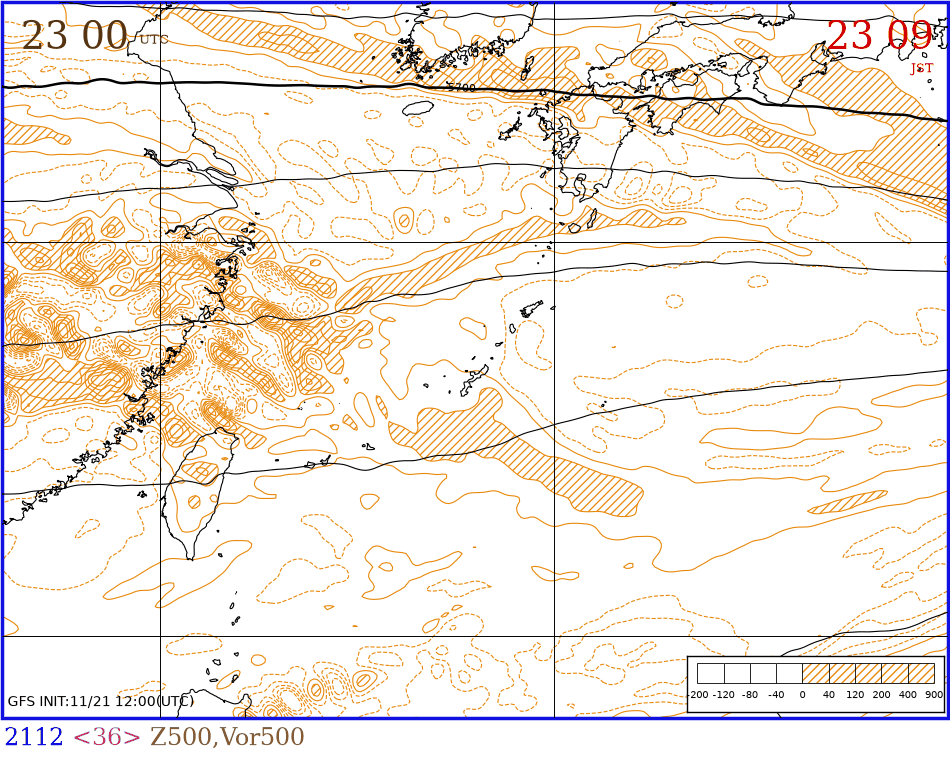 23 00 UTC
23 09
JST
5700
-200 -120 -80 -40 0 40 120 200 400 900
GFS INIT:11/21 12:00(UTC)
2112 <36> Z500,Vor500